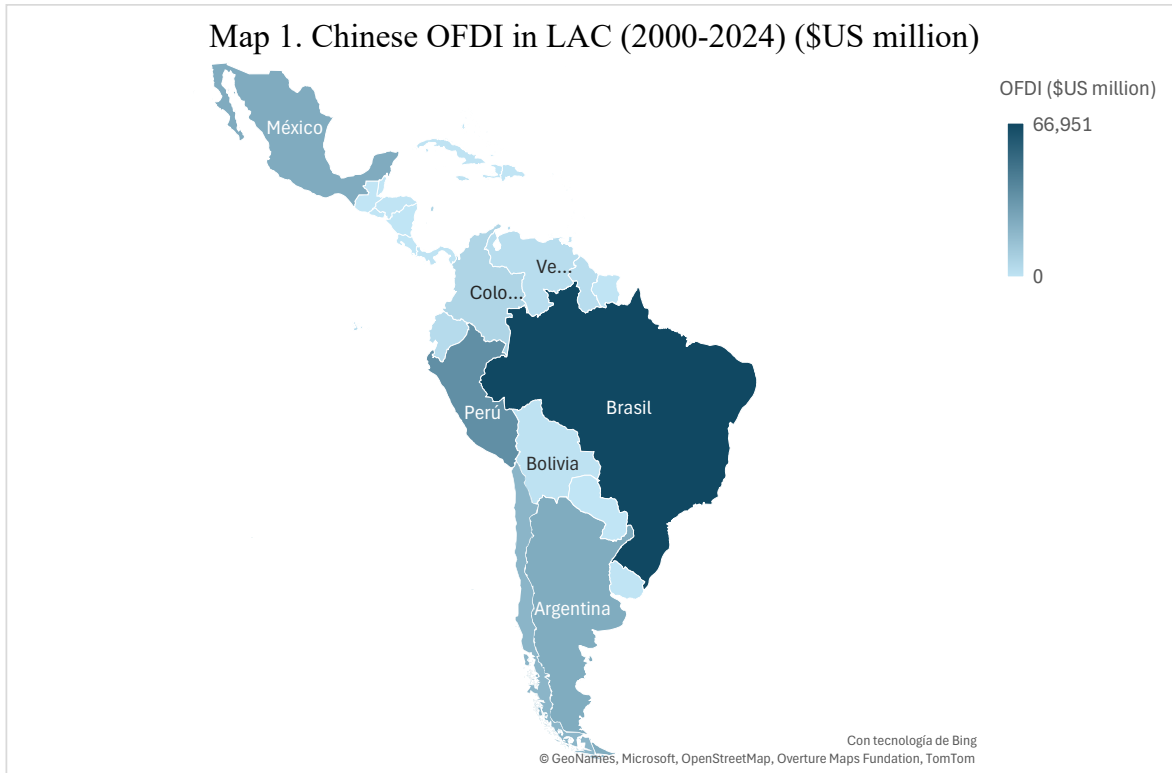 Map 1. Chinese OFDI in LAC (2000-2024) ($US million)
OFDI ($US million)
66,951
0
México
Ve...
Colo...
Perú
Brasil
Bolivia
Argentina
Con tecnología de Bing
© GeoNames, Microsoft, OpenStreetMap, Overture Maps Fundation, TomTom